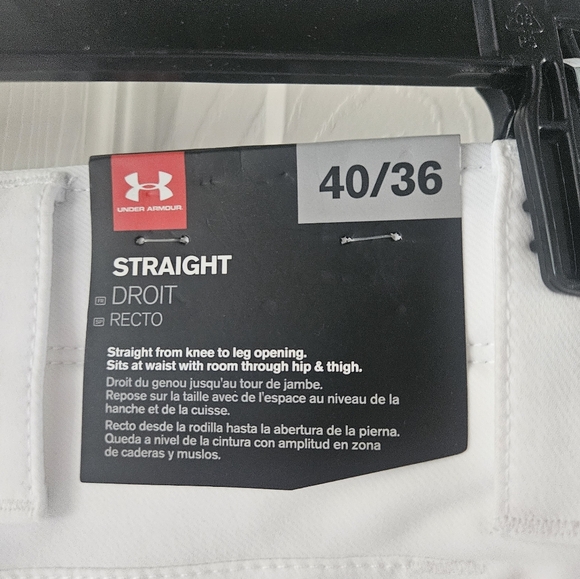 UNDER ARMOUR
40/36
STRAIGHT
FR DROIT
SP RECTO
Straight from knee to leg opening.
Sits at waist with room through hip & thigh.
Droit du genou jusqu'au tour de jambe.
Repose sur la taille avec de l'espace au niveau de la
hanche et de la cuisse.
Recto desde la rodilla hasta la abertura de la pierna.
Queda a nivel de la cintura con amplitud en zona
de caderas y muslos.